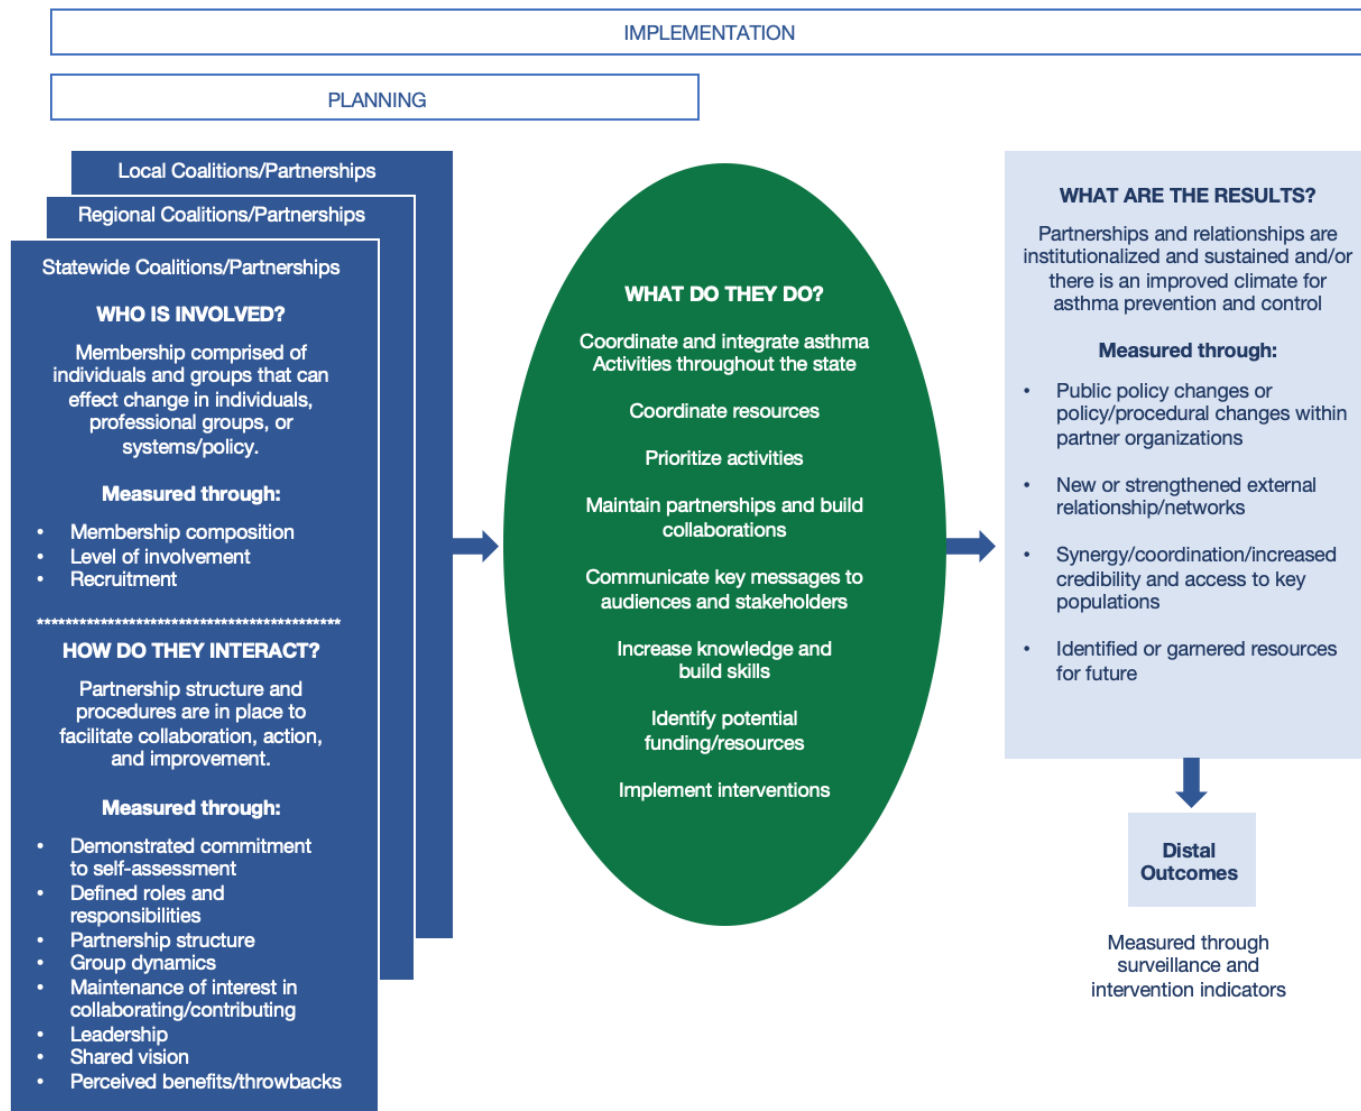 IMPLEMENTATION
PLANNING
Local Coalitions/Partnerships
Regional Coalitions/Partnerships
Statewide Coalitions/Partnerships
WHO IS INVOLVED?
Membership comprised of
individuals and groups that can
effect change in individuals,
professional groups, or
systems/policy.
Measured through:
• Membership composition
• Level of involvement
• Recruitment
*******************************************
HOW DO THEY INTERACT?
Partnership structure and
procedures are in place to
facilitate collaboration, action,
and improvement.
Measured through:
• Demonstrated commitment
to self-assessment
• Defined roles and
responsibilities
• Partnership structure
• Group dynamics
• Maintenance of interest in
collaborating/contributing
• Leadership
• Shared vision
• Perceived benefits/throwbacks
WHAT DO THEY DO?
Coordinate and integrate asthma
Activities throughout the state
Coordinate resources
Prioritize activities
Maintain partnerships and build
collaborations
Communicate key messages to
audiences and stakeholders
Increase knowledge and
build skills
Identify potential
funding/resources
Implement interventions
WHAT ARE THE RESULTS?
Partnerships and relationships are
institutionalized and sustained and/or
there is an improved climate for
asthma prevention and control
Measured through:
• Public policy changes or
policy/procedural changes within
partner organizations
• New or strengthened external
relationship/networks
• Synergy/coordination/increased
credibility and access to key
populations
• Identified or garnered resources
for future
Distal
Outcomes
Measured through
surveillance and
intervention indicators